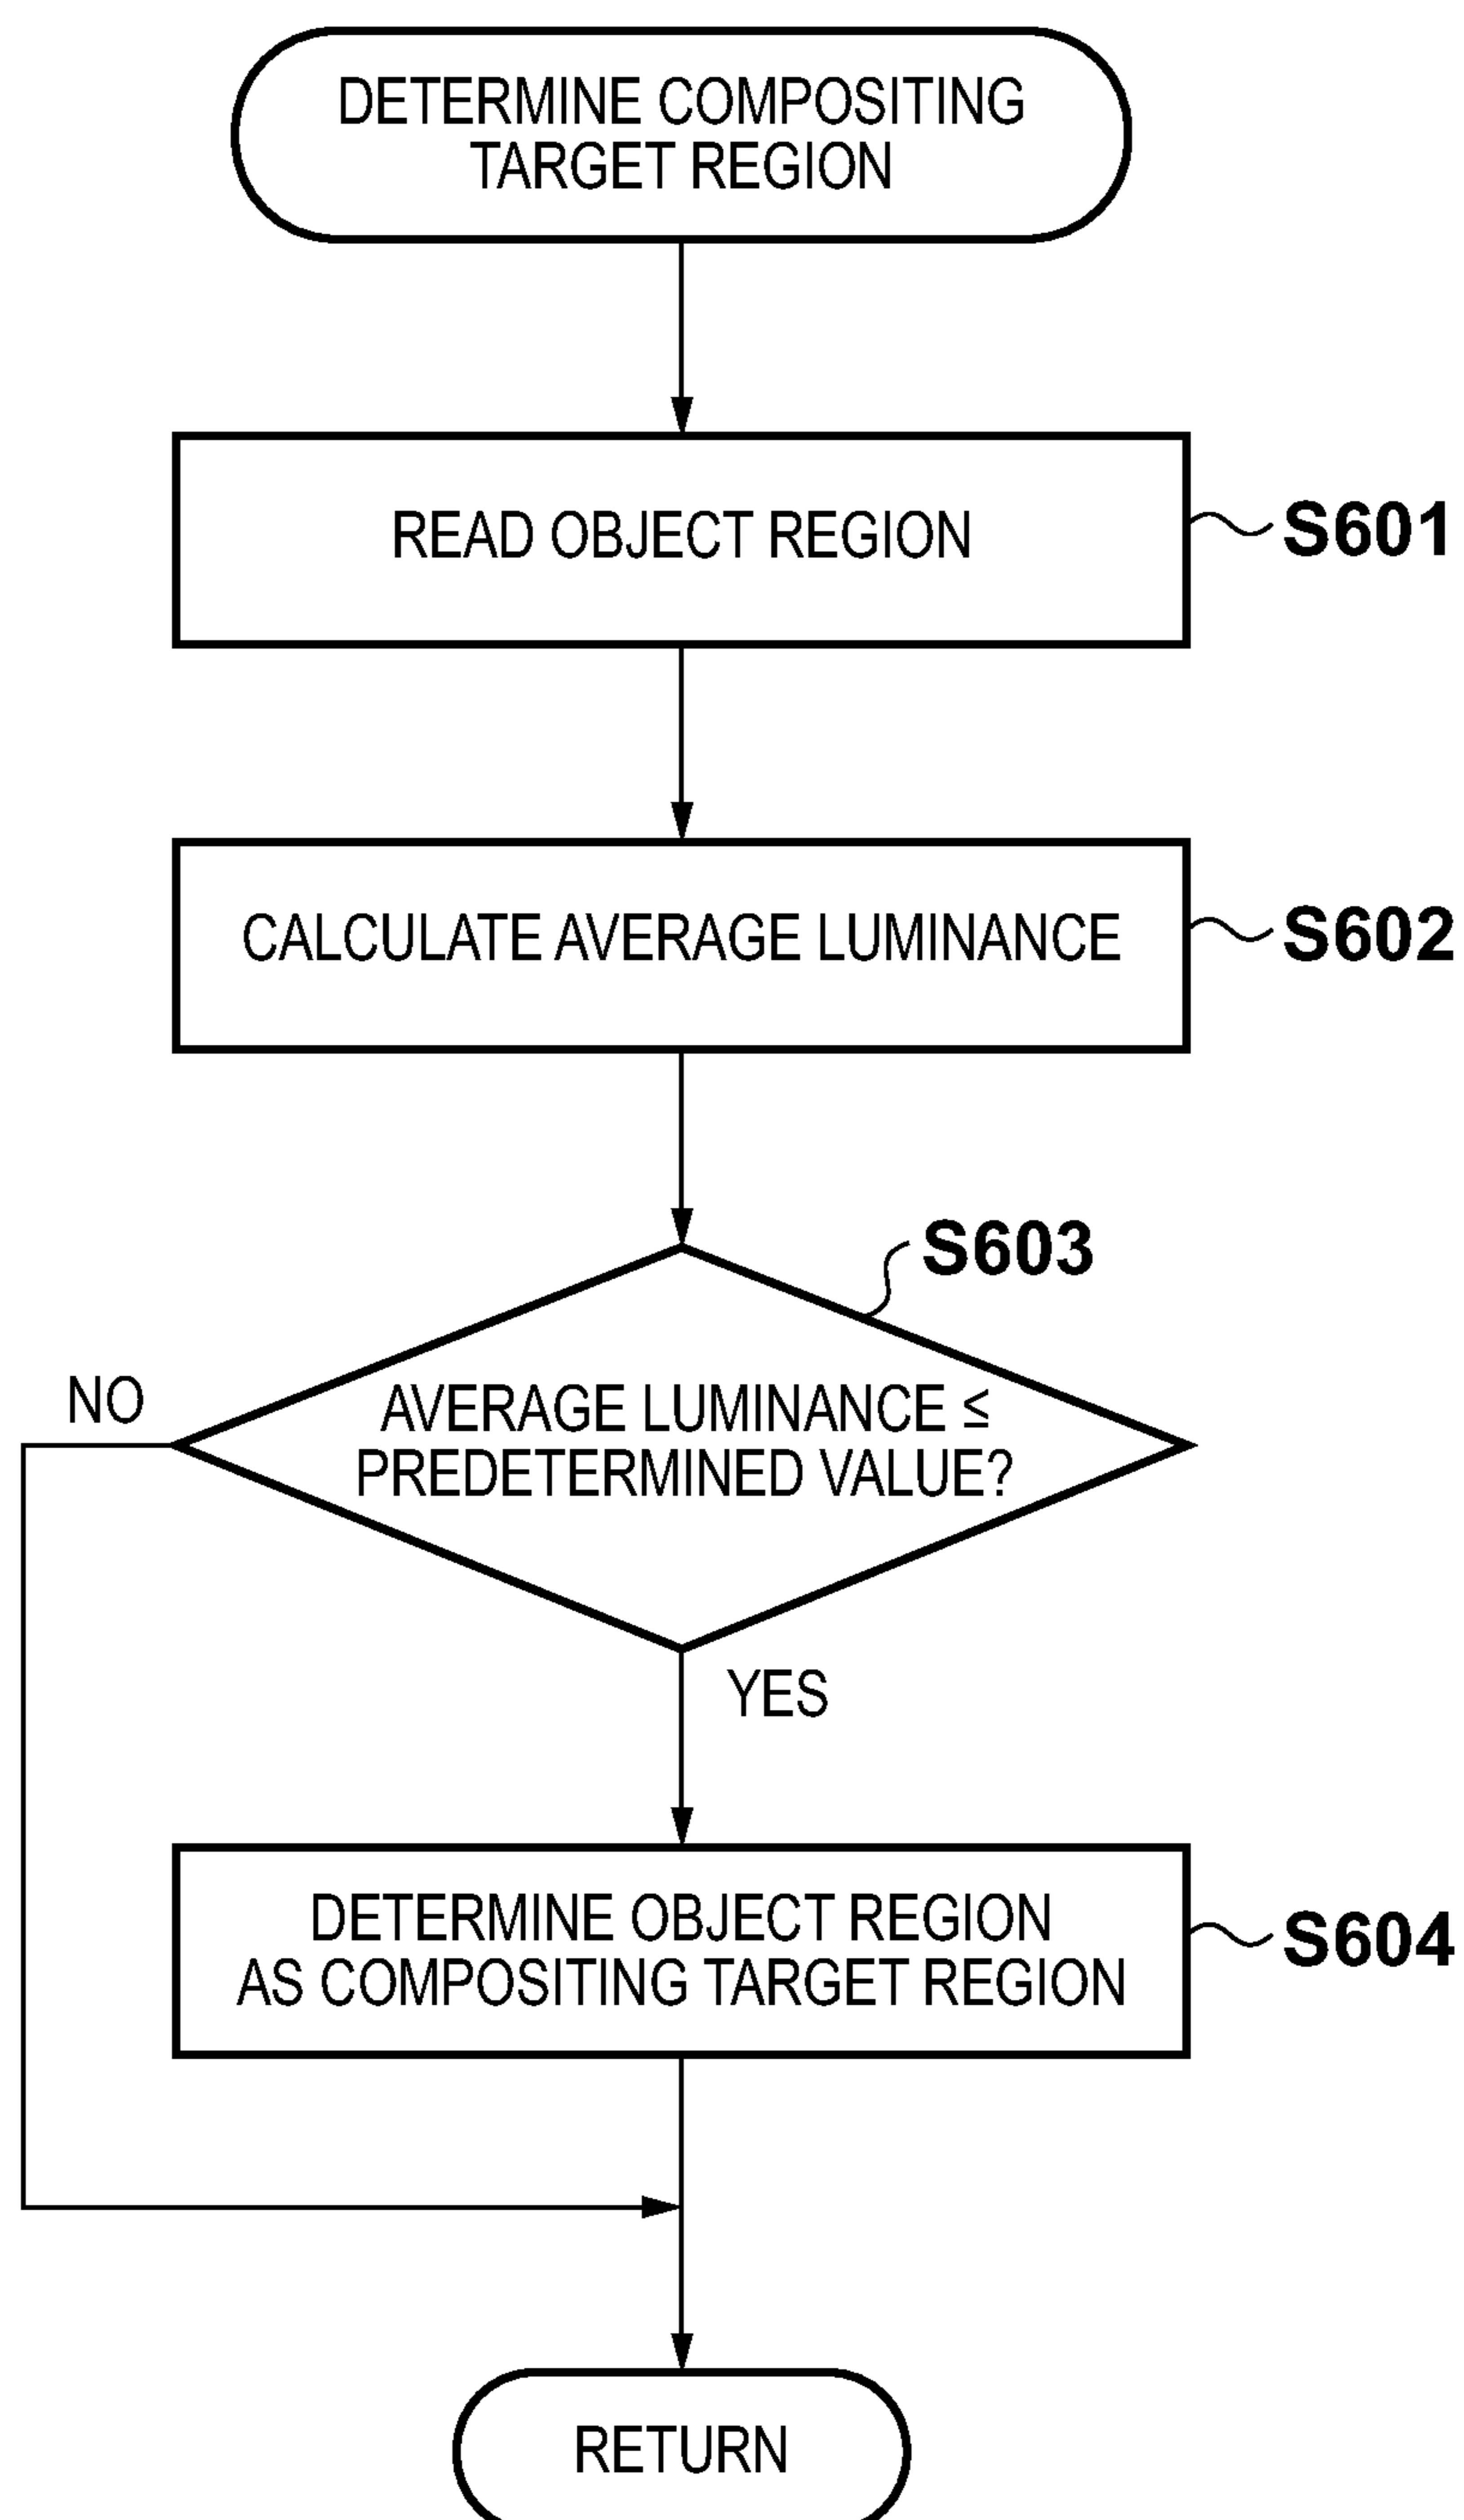 DETERMINE COMPOSITING
TARGET REGION
READ OBJECT REGION
S601
CALCULATE AVERAGE LUMINANCE
S602
S603
NO
AVERAGE LUMINANCE ≤
PREDETERMINED VALUE?
YES
DETERMINE OBJECT REGION
AS COMPOSITING TARGET REGION
S604
RETURN